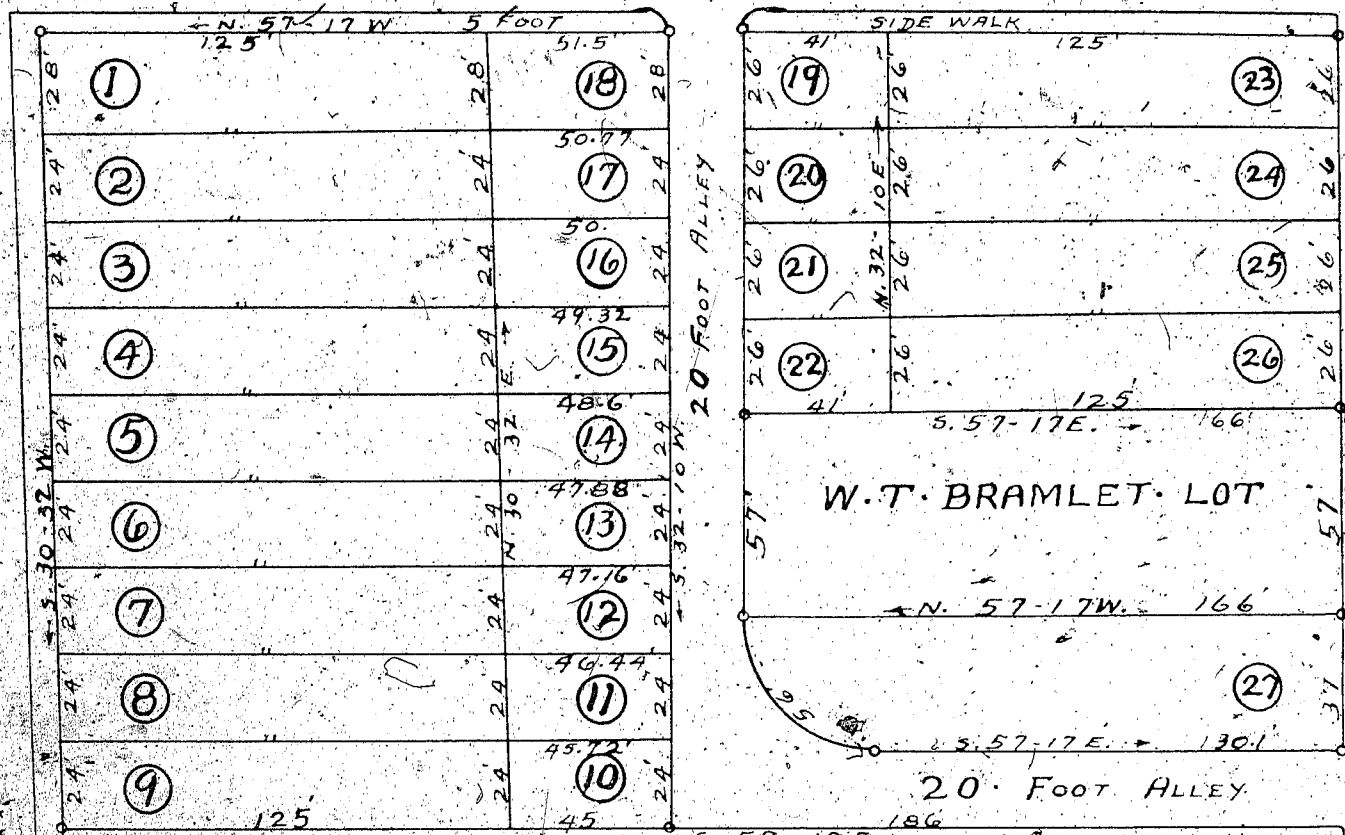 ← N. 57-17 W 5 FOOT SIDE WALK
125' 51.5' 41' 125'
28' 1 28' 18 28' 26' 19 26' 23 26'
" 50.77 "
24' 2 24' 17 24 26' 20 26' 24 26'
" 50.
24' 3 24' 16 24' 26' 21 26' 25 26'
" 49.32 "
24' 4 24' 15 24 26' 22 26' 26 26'
48.6' 41' 125'
S. 57-17E. → 166'
24' 5 24' 14 24'
47.88'
24' 6 24' 13 24'
" 47.16'
24' 7 24' 12 24'
" 46.44'
24' 8 24' 11 24
" 45.72'
24' 9 24' 10 24'
125' 45
← S. 30-32 W.
N. 30-32 E. →
← S. 32-10 W
20 FOOT ALLEY
N. 32-10 E →
57' W.T. BRAMLET. LOT 57'
← N. 57-17W. 166'
27 37
56
S. 57-17 E. → 130.1'
20. FOOT ALLEY
186